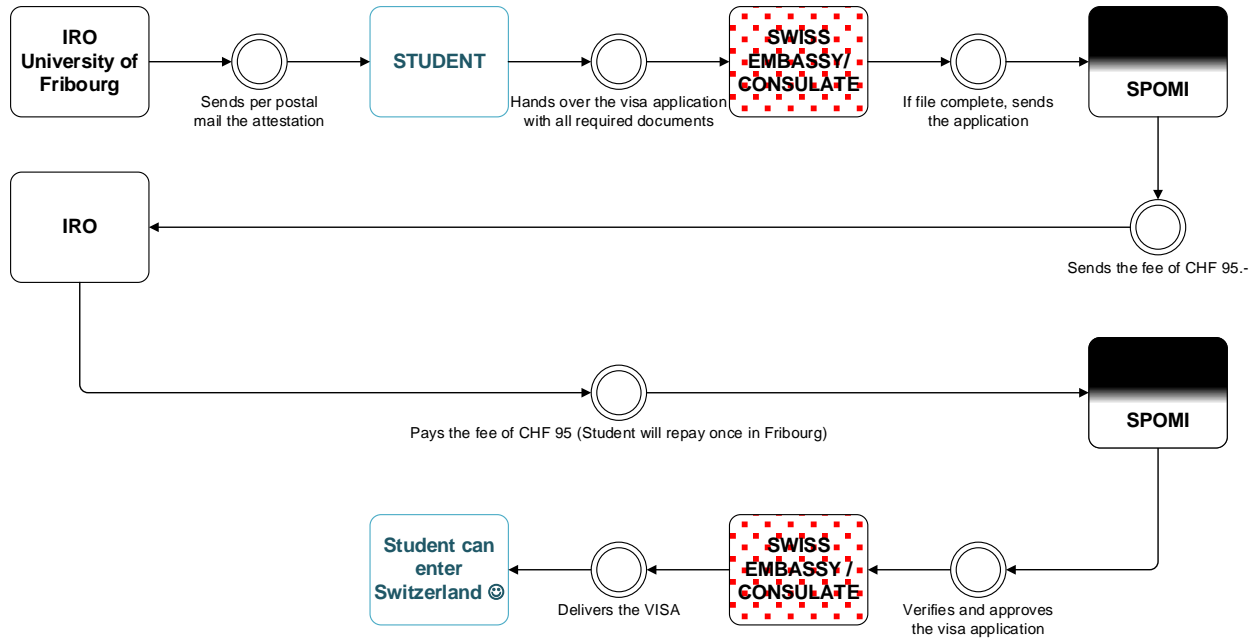 IRO
University of
Fribourg
Sends per postal
mail the attestation
STUDENT
Hands over the visa application
with all required documents
SWISS
EMBASSY/
CONSULATE
If file complete, sends
the application
SPOMI
IRO
Sends the fee of CHF 95.-
Pays the fee of CHF 95 (Student will repay once in Fribourg)
SPOMI
Student can
enter
Switzerland ☺
Delivers the VISA
SWISS
EMBASSY /
CONSULATE
Verifies and approves
the visa application